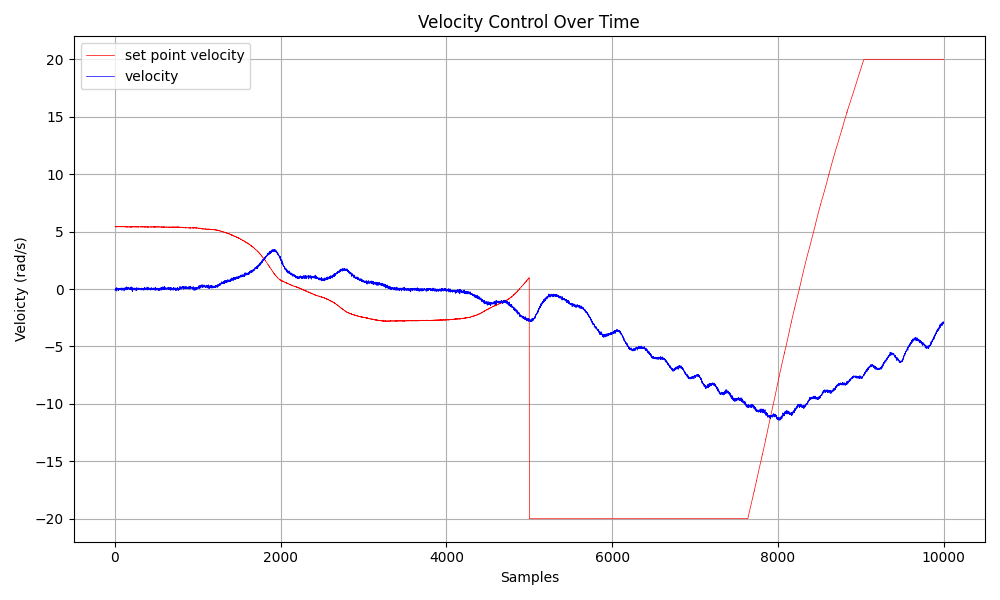 Velocity Control Over Time
set point velocity
velocity
20
15
10
5
0
−5
−10
−15
−20
Veloicty (rad/s)
0 2000 4000 6000 8000 10000
Samples